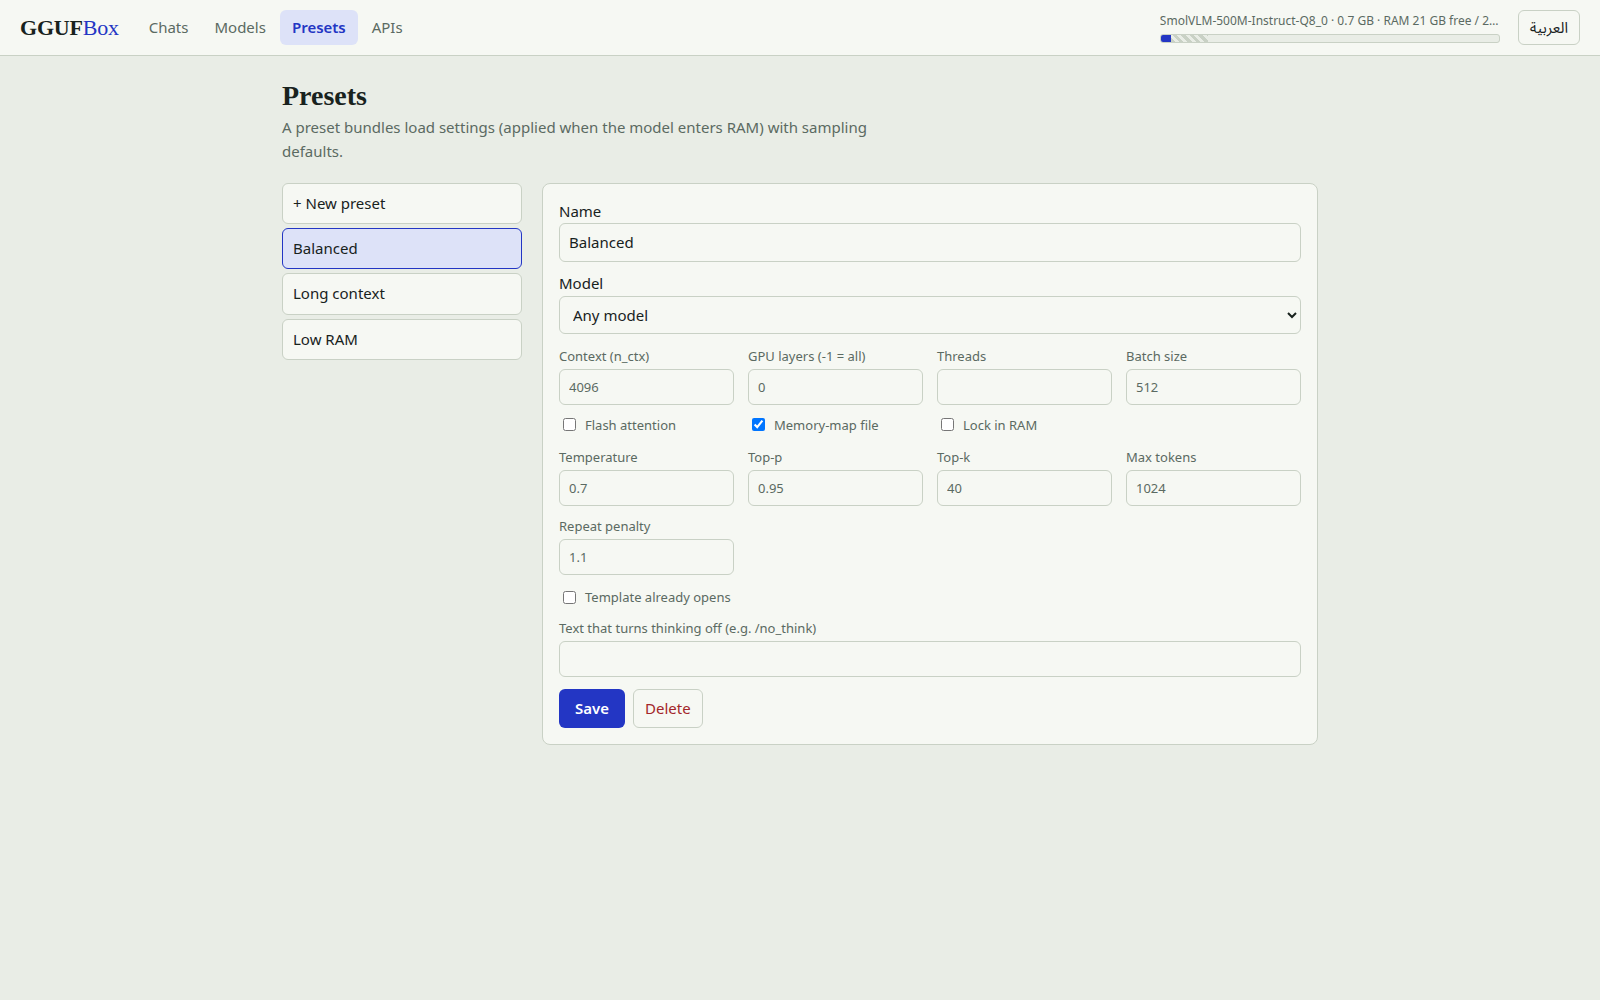 GGUFBox
Chats
Models
Presets
APIs
SmolVLM-500M-Instruct-Q8_0 · 0.7 GB · RAM 21 GB free / 2…
العربية
Presets
A preset bundles load settings (applied when the model enters RAM) with sampling
defaults.
+ New preset
Balanced
Long context
Low RAM
Name
Balanced
Model
Any model
Context (n_ctx)
GPU layers (-1 = all)
Threads
Batch size
4096
0
512
Flash attention
Memory-map file
Lock in RAM
Temperature
Top-p
Top-k
Max tokens
0.7
0.95
40
1024
Repeat penalty
1.1
Template already opens
Text that turns thinking off (e.g. /no_think)
Save
Delete